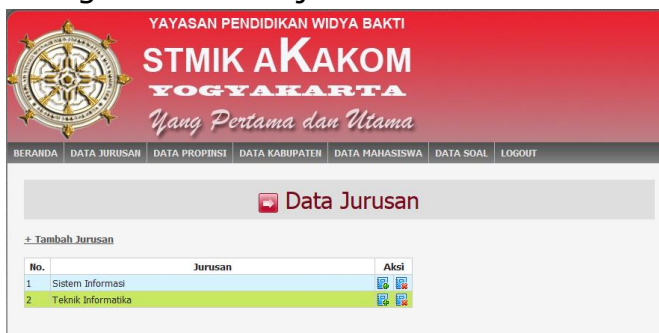 YAYASAN PENDIDIKAN WIDYA BAKTI
STMIK AKAKOM
YOGYAKARTA
Yang Pertama dan Utama
BERANDA DATA JURUSAN DATA PROPINSI DATA KABUPATEN DATA MAHASISWA DATA SOAL LOGOUT
Data Jurusan
+ Tambah Jurusan
No. Jurusan Aksi
1 Sistem Informasi
2 Teknik Informatika